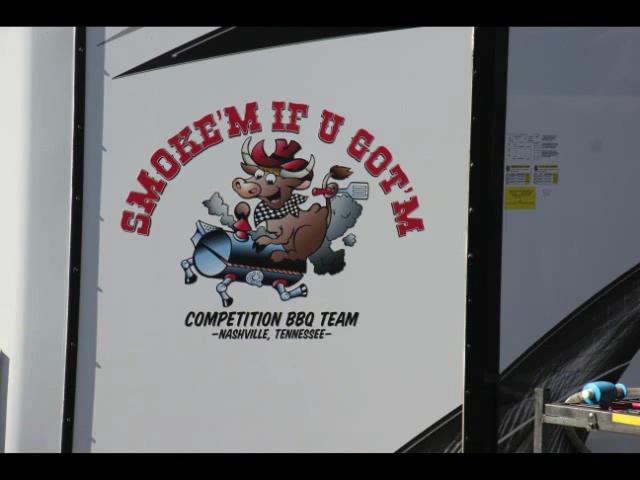 SMOKE'M IF U GOT'M
COMPETITION BBQ TEAM
–NASHVILLE, TENNESSEE–